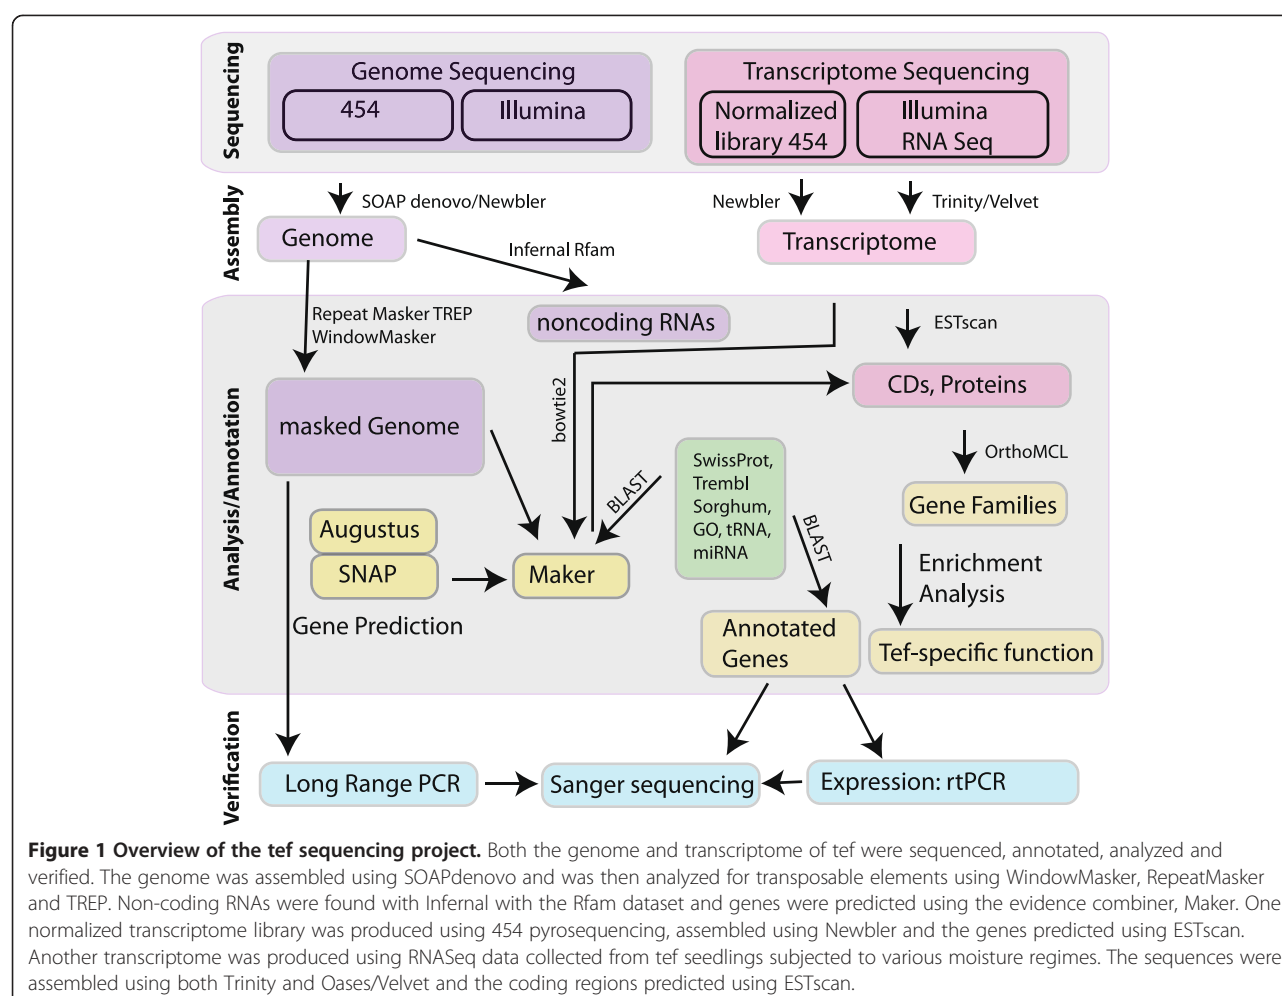 Sequencing
Genome Sequencing
454
Illumina
Transcriptome Sequencing
Normalized
library 454
Illumina
RNA Seq
Assembly
SOAP denovo/Newbler
Newbler
Trinity/Velvet
Genome
Infernal Rfam
Transcriptome
Analysis/Annotation
Repeat Masker TREP
WindowMasker
noncoding RNAs
ESTscan
bowtie2
CDs, Proteins
masked Genome
OrthoMCL
BLAST
SwissProt,
Trembl
Sorghum,
GO, tRNA,
miRNA
BLAST
Gene Families
Augustus
SNAP
Maker
Enrichment
Analysis
Gene Prediction
Annotated
Genes
Tef-specific function
Verification
Long Range PCR
Sanger sequencing
Expression: rtPCR
Figure 1 Overview of the tef sequencing project. Both the genome and transcriptome of tef were sequenced, annotated, analyzed and
verified. The genome was assembled using SOAPdenovo and was then analyzed for transposable elements using WindowMasker, RepeatMasker
and TREP. Non-coding RNAs were found with Infernal with the Rfam dataset and genes were predicted using the evidence combiner, Maker. One
normalized transcriptome library was produced using 454 pyrosequencing, assembled using Newbler and the genes predicted using ESTscan.
Another transcriptome was produced using RNASeq data collected from tef seedlings subjected to various moisture regimes. The sequences were
assembled using both Trinity and Oases/Velvet and the coding regions predicted using ESTscan.